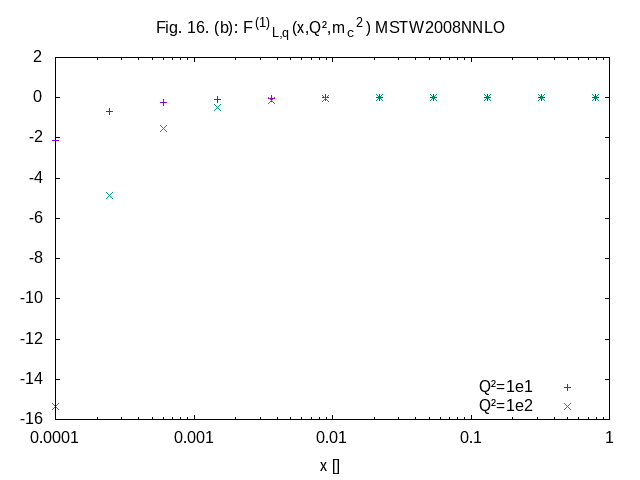 Fig. 16. (b): F⁽¹⁾L,q(x,Q²,mc²) MSTW2008NNLO
2
0
-2
-4
-6
-8
-10
-12
-14
-16
Q²=1e1
Q²=1e2
0.0001 0.001 0.01 0.1 1
x []